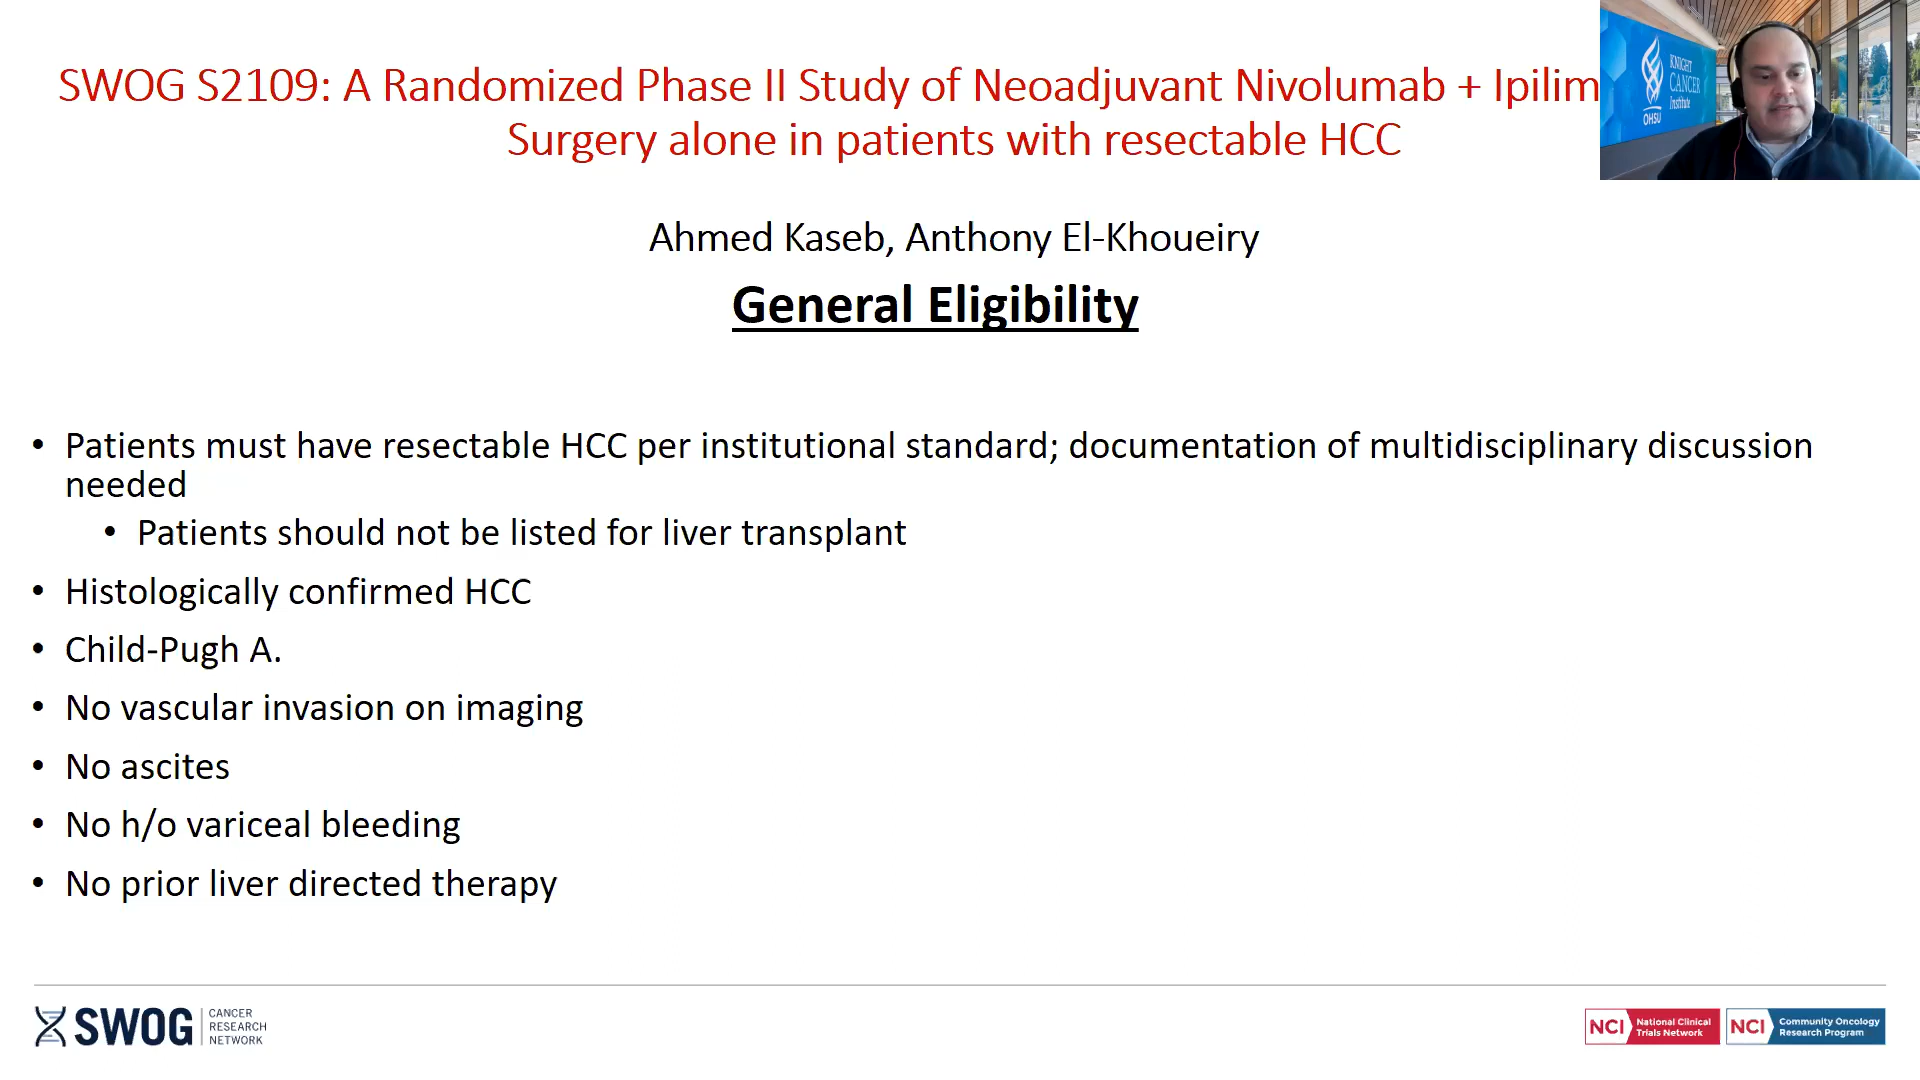 SWOG S2109: A Randomized Phase II Study of Neoadjuvant Nivolumab + Ipilim
Surgery alone in patients with resectable HCC
KNIGHT
CANCER
Institute
OHSU
Ahmed Kaseb, Anthony El-Khoueiry
General Eligibility
• Patients must have resectable HCC per institutional standard; documentation of multidisciplinary discussion
needed
• Patients should not be listed for liver transplant
• Histologically confirmed HCC
• Child-Pugh A.
• No vascular invasion on imaging
• No ascites
• No h/o variceal bleeding
• No prior liver directed therapy
SWOG
CANCER
RESEARCH
NETWORK
NCI
National Clinical
Trials Network
NCI
Community Oncology
Research Program